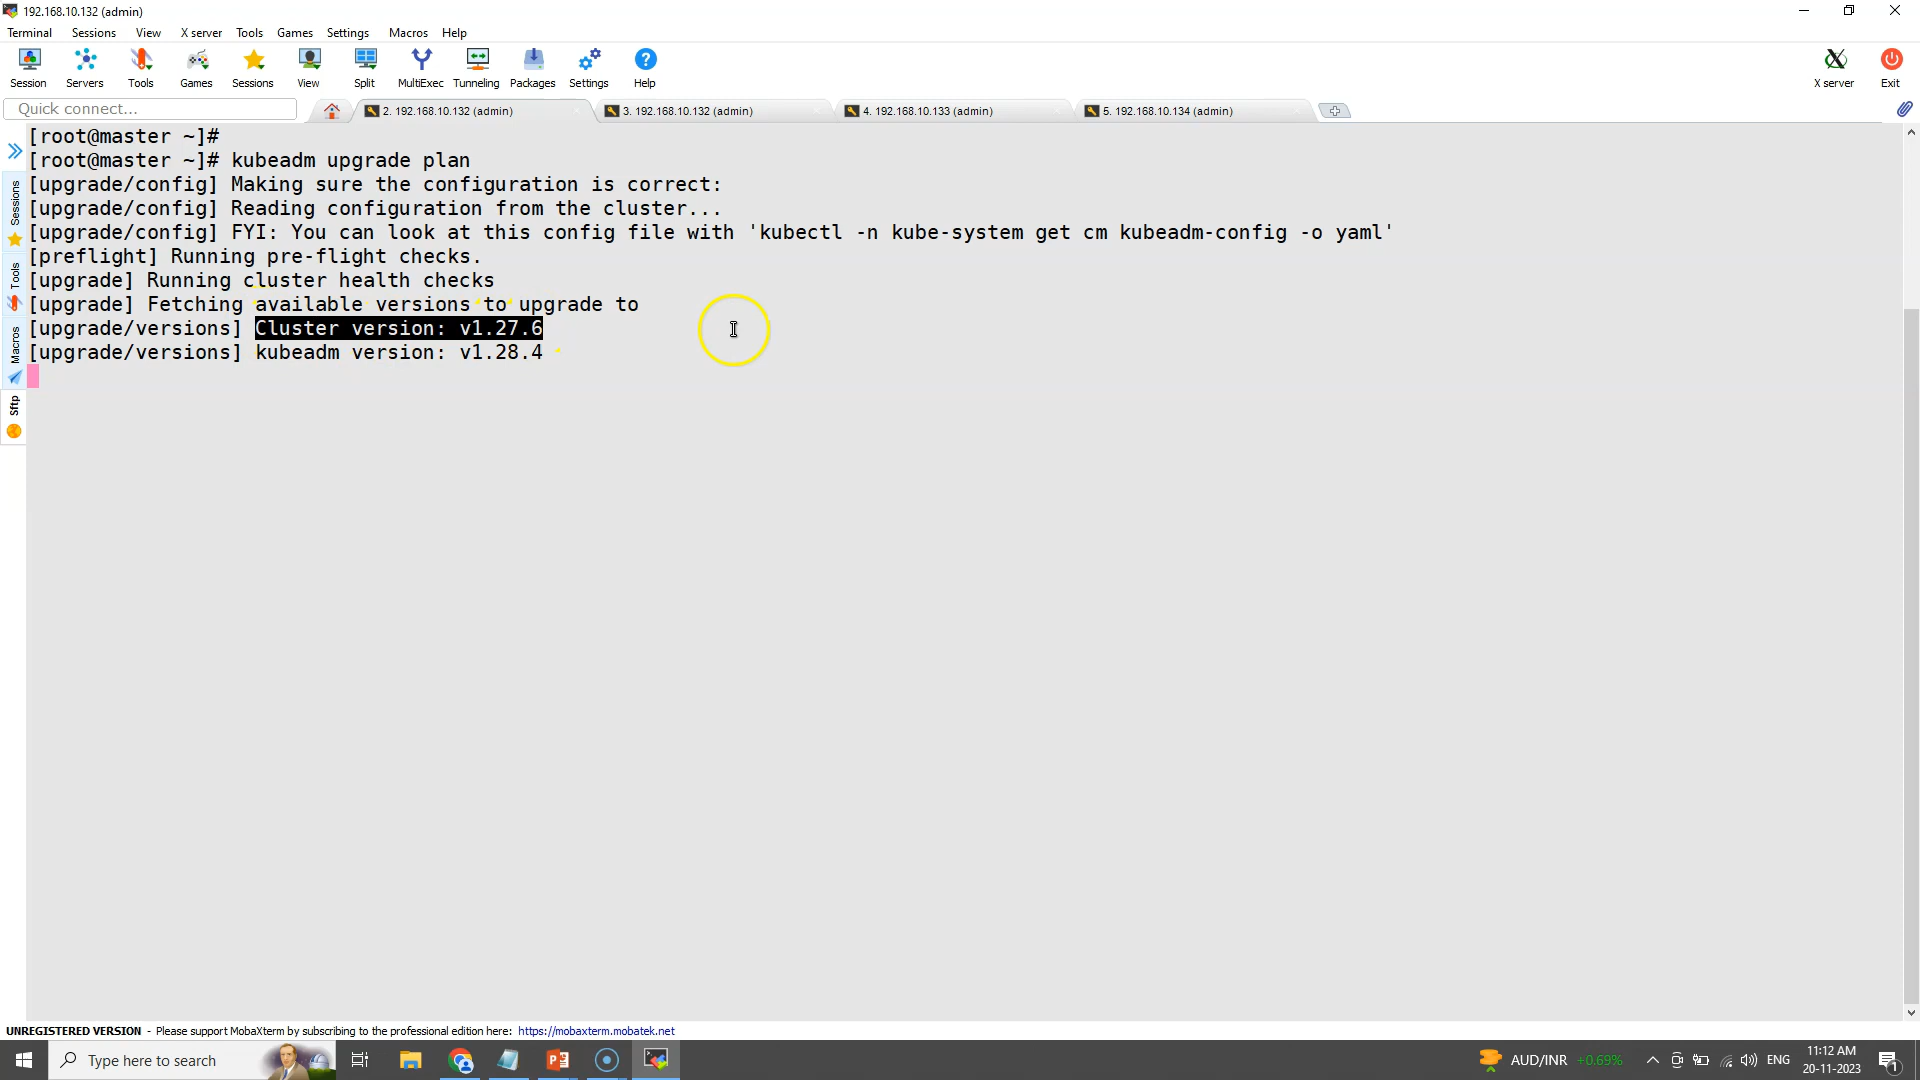 192.168.10.132 (admin)
Terminal Sessions View X server Tools Games Settings Macros Help
Session Servers Tools Games Sessions View Split MultiExec Tunneling Packages Settings Help X server Exit
Quick connect... 2. 192.168.10.132 (admin) 3. 192.168.10.132 (admin) 4. 192.168.10.133 (admin) 5. 192.168.10.134 (admin)
Sessions
Tools
Macros
Sftp
[root@master ~]#
[root@master ~]# kubeadm upgrade plan
[upgrade/config] Making sure the configuration is correct:
[upgrade/config] Reading configuration from the cluster...
[upgrade/config] FYI: You can look at this config file with 'kubectl -n kube-system get cm kubeadm-config -o yaml'
[preflight] Running pre-flight checks.
[upgrade] Running cluster health checks
[upgrade] Fetching available versions to upgrade to
[upgrade/versions] Cluster version: v1.27.6
[upgrade/versions] kubeadm version: v1.28.4
UNREGISTERED VERSION - Please support MobaXterm by subscribing to the professional edition here: https://mobaxterm.mobatek.net
Type here to search AUD/INR +0.69% ENG 11:12 AM
20-11-2023
1